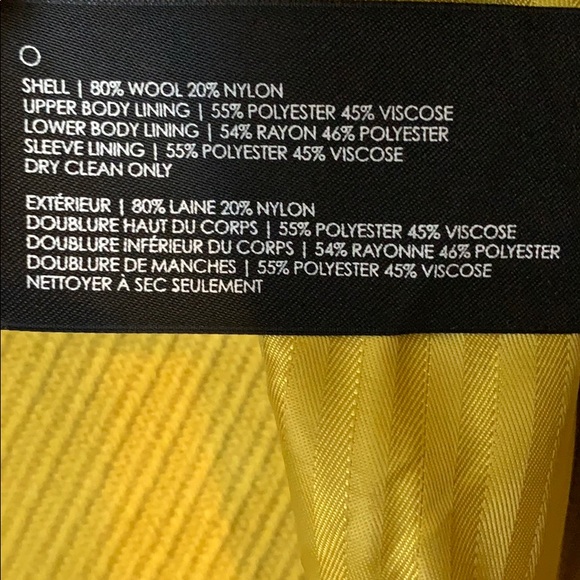 SHELL | 80% WOOL 20% NYLON
UPPER BODY LINING | 55% POLYESTER 45% VISCOSE
LOWER BODY LINING | 54% RAYON 46% POLYESTER
SLEEVE LINING | 55% POLYESTER 45% VISCOSE
DRY CLEAN ONLY
EXTÉRIEUR | 80% LAINE 20% NYLON
DOUBLURE HAUT DU CORPS | 55% POLYESTER 45% VISCOSE
DOUBLURE INFÉRIEUR DU CORPS | 54% RAYONNE 46% POLYESTER
DOUBLURE DE MANCHES | 55% POLYESTER 45% VISCOSE
NETTOYER À SEC SEULEMENT